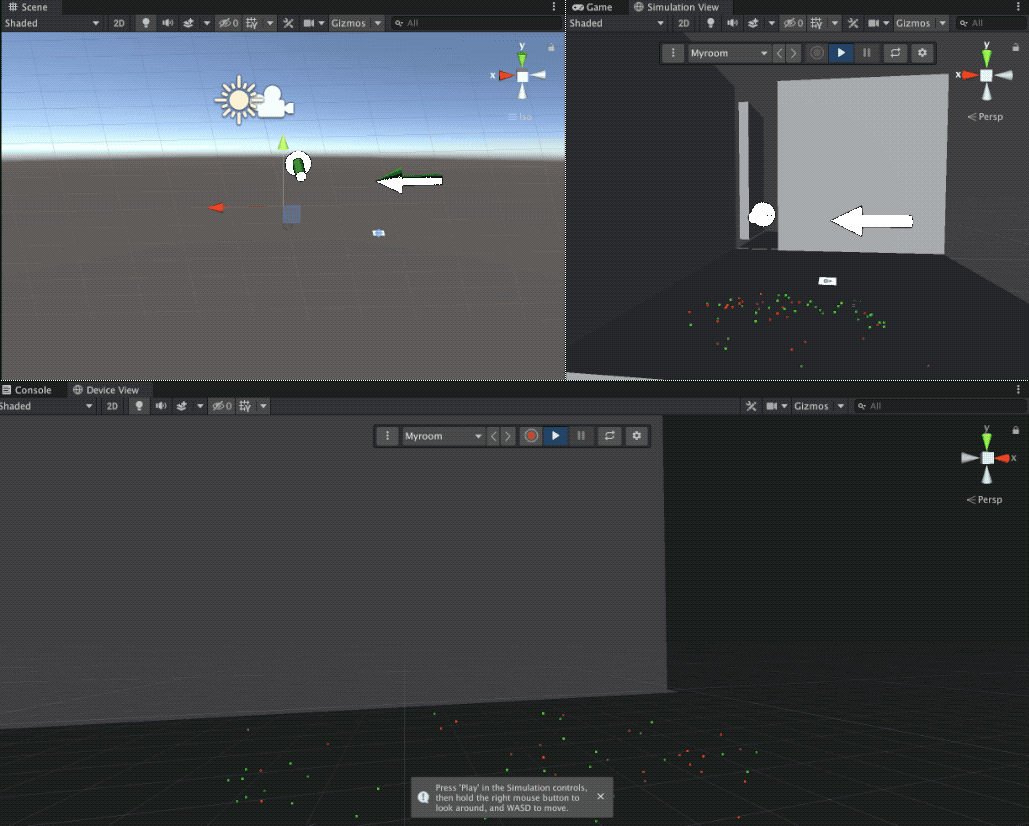 Scene
Shaded
2D
0
Gizmos
All
y
x
Iso
Game
Simulation View
Shaded
2D
0
Gizmos
All
Myroom
y
x
Persp
Console
Device View
Shaded
2D
0
Gizmos
All
Myroom
y
x
Persp
Press 'Play' in the Simulation controls,
then hold the right mouse button to
look around, and WASD to move.